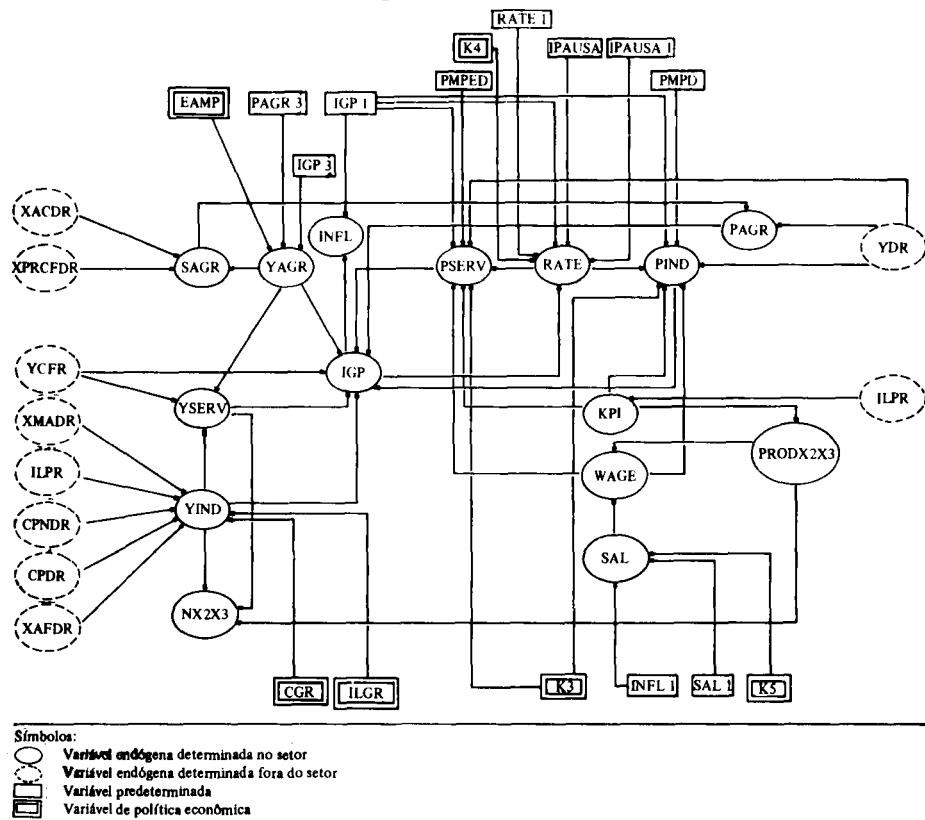 RATE 1
K4
IPAUSA
IPAUSA 1
PMPED
PMPD
EAMP
PAGR 3
IGP 1
IGP 3
XACDR
INFL
PAGR
YDR
XPRCFDR
SAGR
YAGR
PSERV
RATE
PIND
YCFR
IGP
YSERV
KPI
ILPR
XMADR
PRODX2X3
ILPR
WAGE
YIND
CPNDR
SAL
CPDR
NX2X3
XAFDR
CGR
ILGR
K3
INFL 1
SAL 1
K5
Símbolos:
Variável endógena determinada no setor
Variável endógena determinada fora do setor
Variável predeterminada
Variável de política econômica